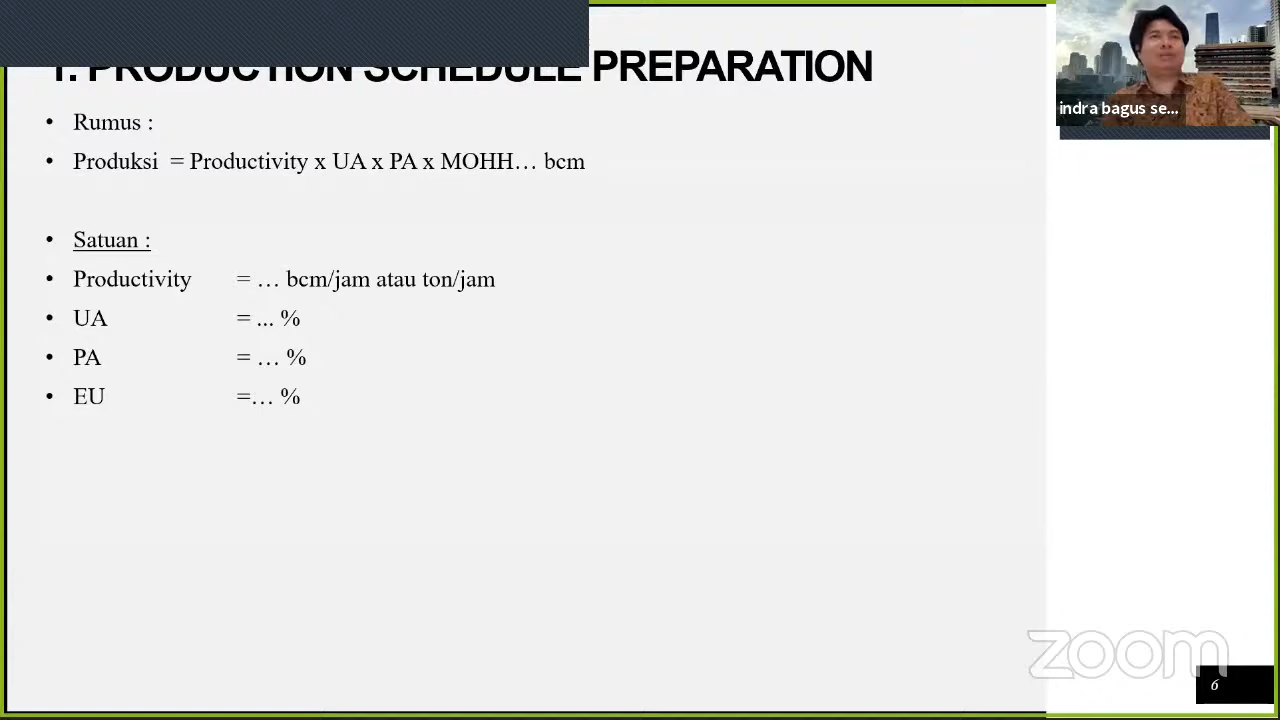 1. PRODUCTION SCHEDULE PREPARATION
• Rumus :
• Produksi = Productivity x UA x PA x MOHH… bcm
• Satuan :
• Productivity = … bcm/jam atau ton/jam
• UA = ... %
• PA = … %
• EU =… %
indra bagus se...
zoom
6